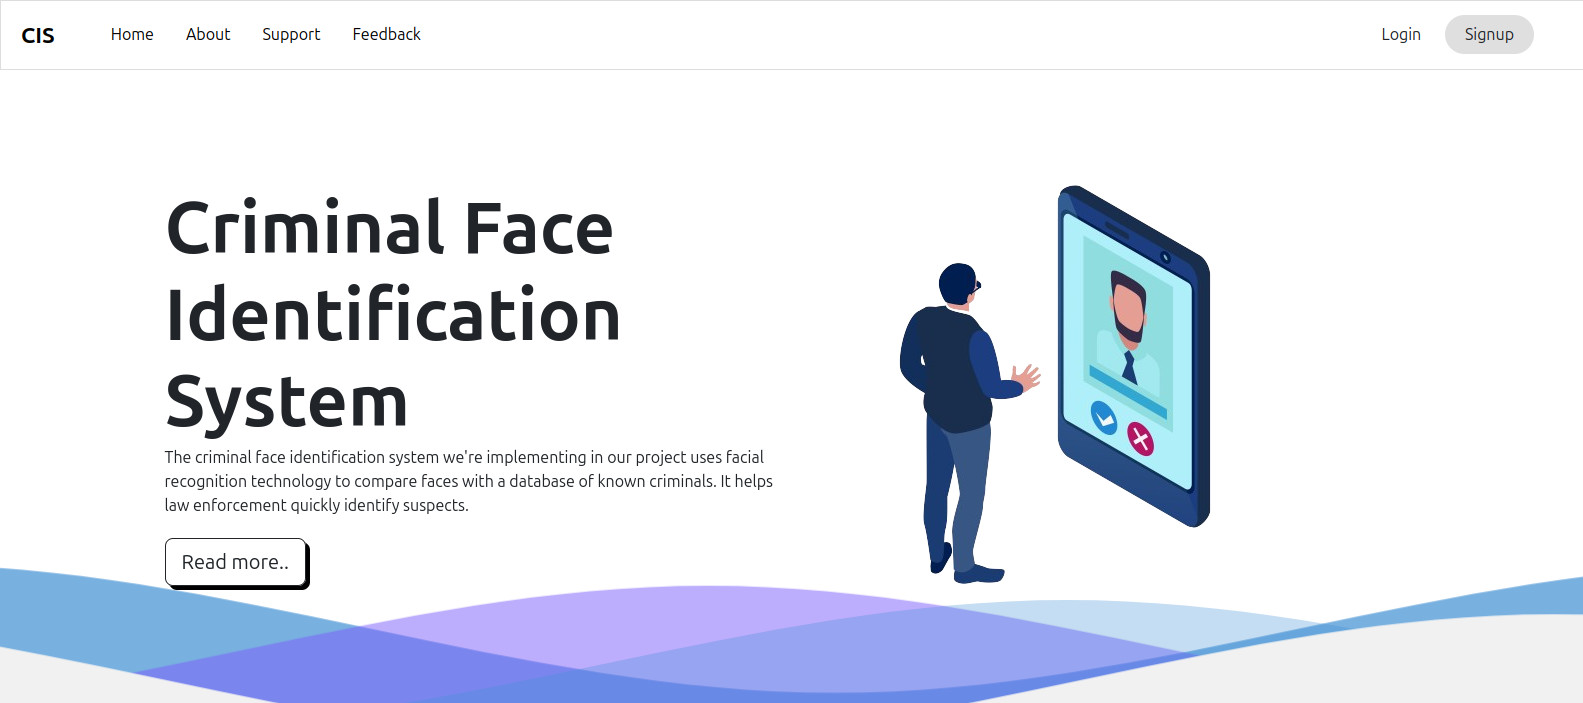 CIS
Home
About
Support
Feedback
Login
Signup
Criminal Face
Identification
System
The criminal face identification system we're implementing in our project uses facial
recognition technology to compare faces with a database of known criminals. It helps
law enforcement quickly identify suspects.
Read more..